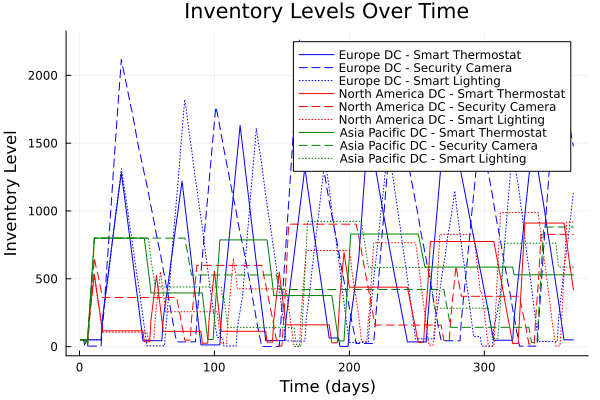 Inventory Levels Over Time
Inventory Level
2000
1500
1000
500
0
Europe DC - Smart Thermostat
Europe DC - Security Camera
Europe DC - Smart Lighting
North America DC - Smart Thermostat
North America DC - Security Camera
North America DC - Smart Lighting
Asia Pacific DC - Smart Thermostat
Asia Pacific DC - Security Camera
Asia Pacific DC - Smart Lighting
0 100 200 300
Time (days)